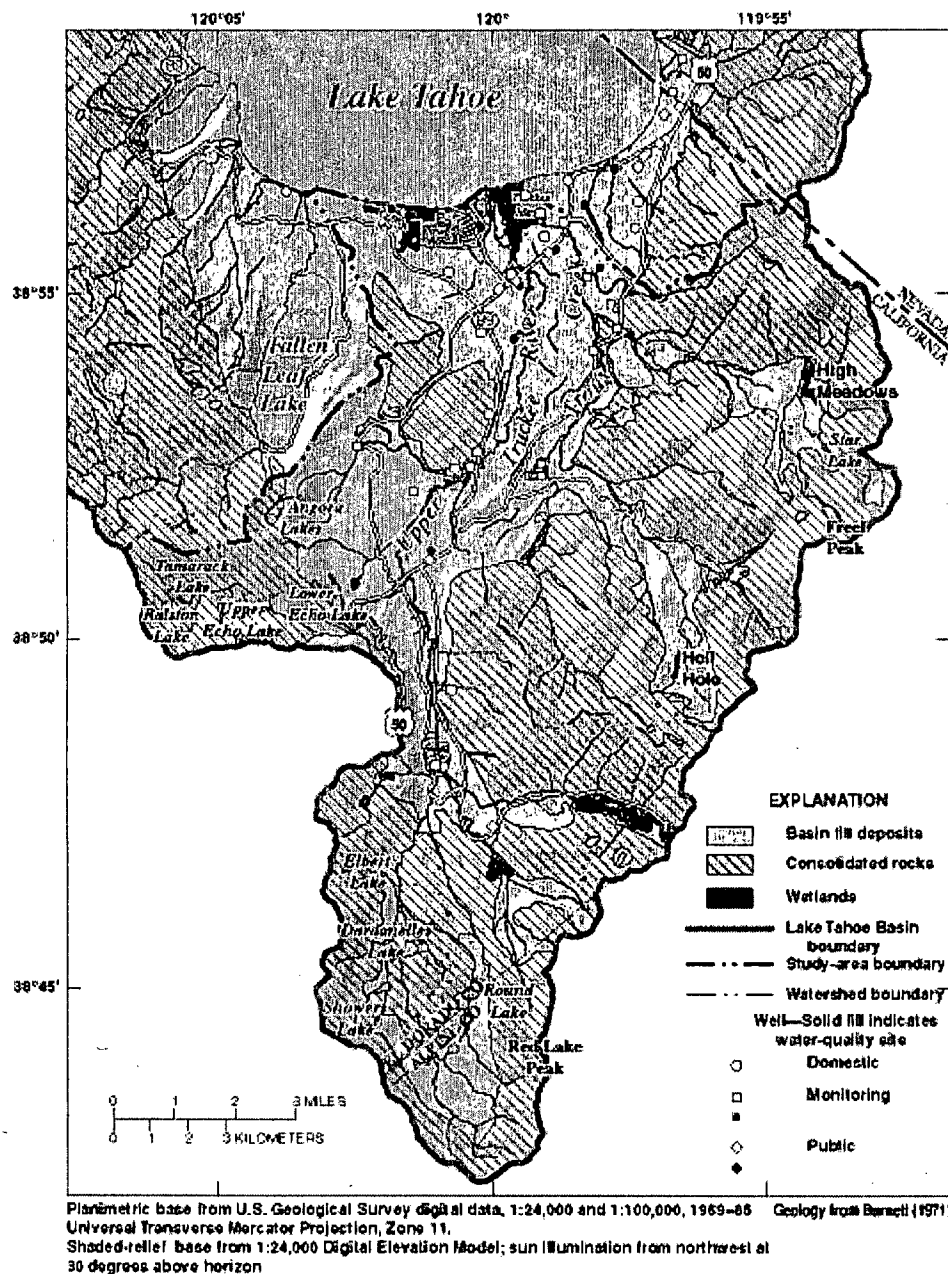 120°05'
120°
119°55'
50
Lake Tahoe
38°55'
NEVADA
CALIFORNIA
Fallen
Leaf
Lake
Upper
Truckee
River
High
Meadows
Star
Lake
Angora
Lakes
Freel
Peak
Tamarack
Lake
Ralston
Lake
Upper
Echo Lake
Lower
Echo Lake
38°50'
Hell
Hole
50
EXPLANATION
Basin fill deposits
Consolidated rocks
Wetlands
Lake Tahoe Basin
boundary
Study-area boundary
Watershed boundary
Well—Solid fill indicates
water-quality site
Domestic
Monitoring
Public
Elbert
Lake
Dardanelles
Lake
38°45'
Round
Lake
Red Lake
Peak
0 1 2 3 MILES
0 1 2 3 KILOMETERS
Planimetric base from U.S. Geological Survey digital data, 1:24,000 and 1:100,000, 1969–85
Geology from Burnett (1971)
Universal Transverse Mercator Projection, Zone 11.
Shaded-relief base from 1:24,000 Digital Elevation Model; sun illumination from northwest at
30 degrees above horizon